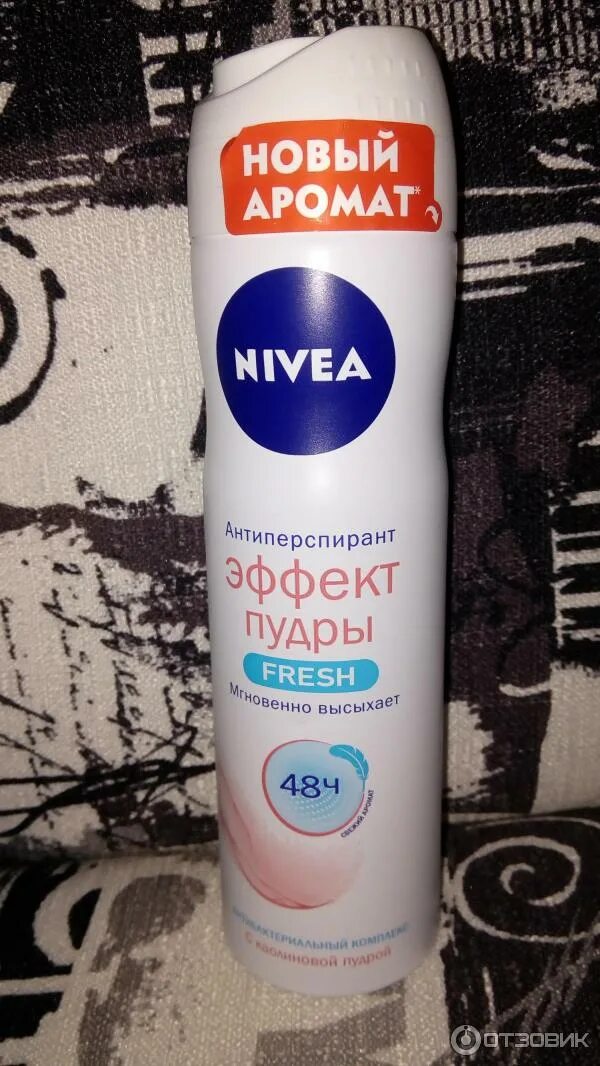 НОВЫЙ
АРОМАТ*
NIVEA
Антиперспирант
эффект
пудры
FRESH
Мгновенно высыхает
48ч
СВЕЖИЙ АРОМАТ
АНТИБАКТЕРИАЛЬНЫЙ КОМПЛЕКС
С каолиновой пудрой
ОТЗОВИК